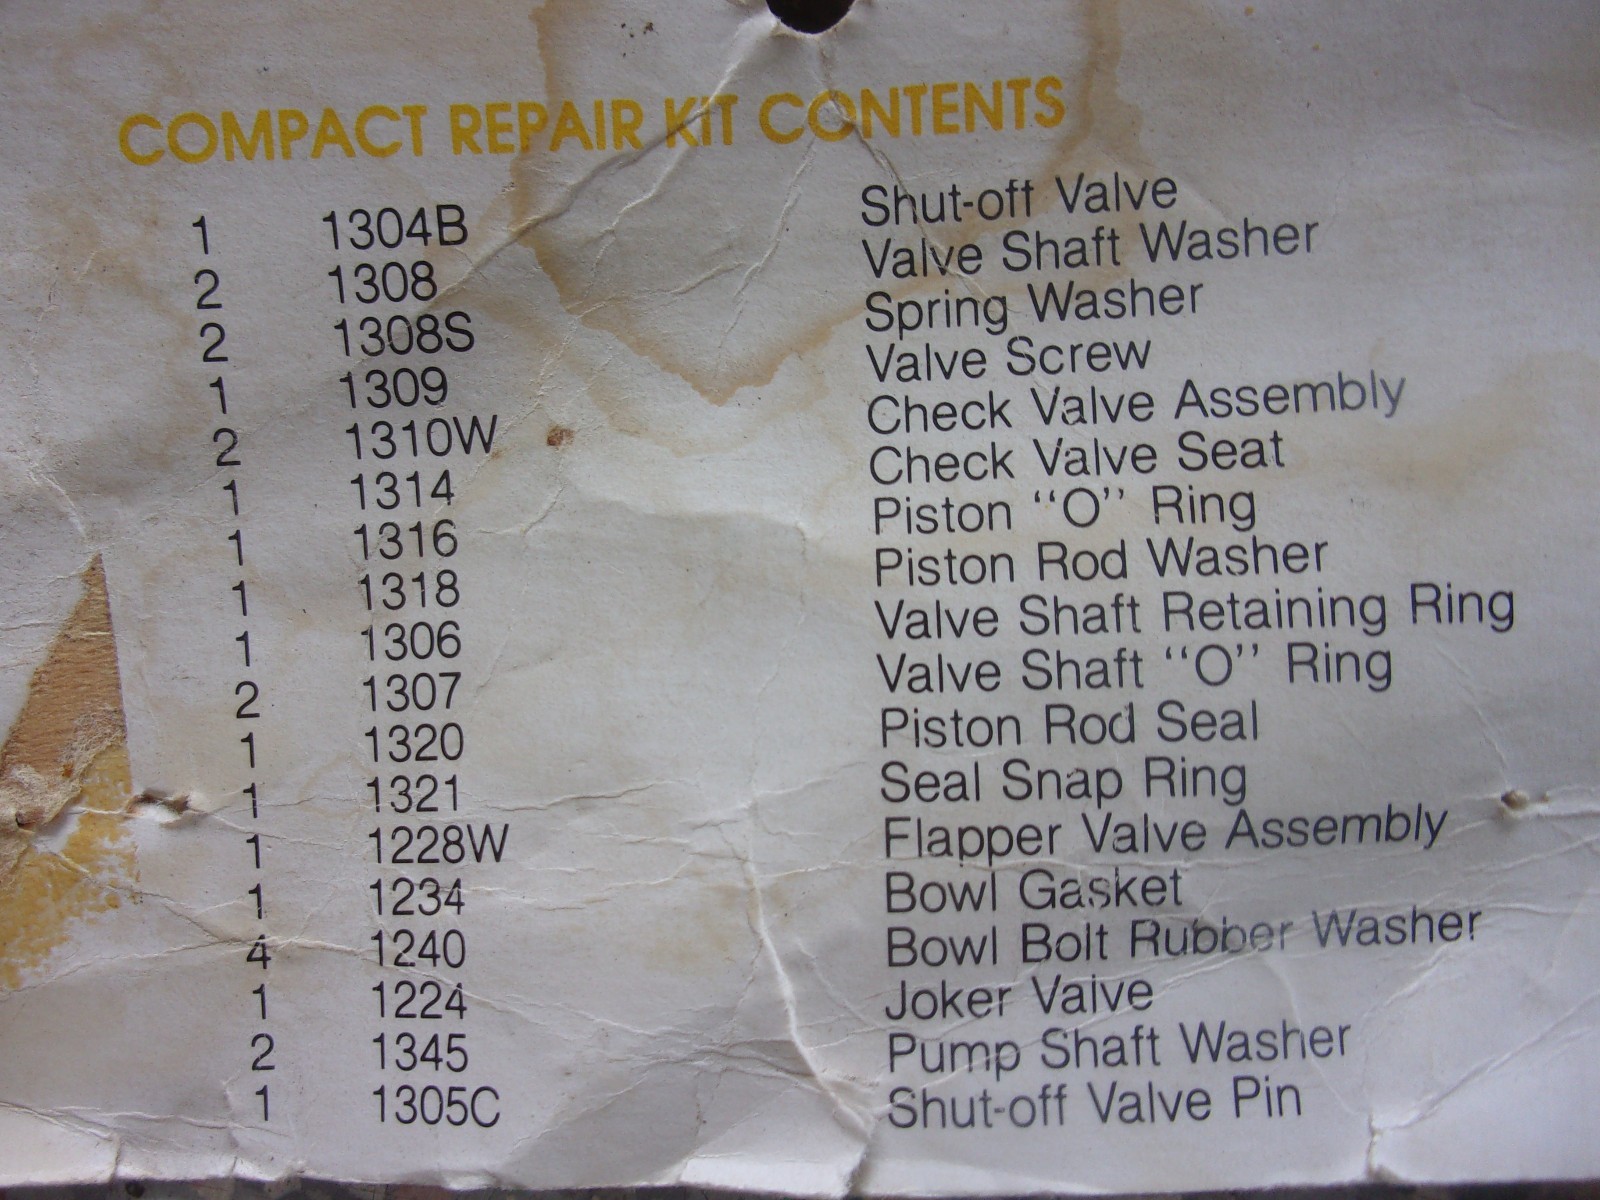 COMPACT REPAIR KIT CONTENTS
1 1304B Shut-off Valve
2 1308 Valve Shaft Washer
2 1308S Spring Washer
1 1309 Valve Screw
2 1310W Check Valve Assembly
1 1314 Check Valve Seat
1 1316 Piston “O” Ring
1 1318 Piston Rod Washer
1 1306 Valve Shaft Retaining Ring
2 1307 Valve Shaft “O” Ring
1 1320 Piston Rod Seal
1 1321 Seal Snap Ring
1 1228W Flapper Valve Assembly
1 1234 Bowl Gasket
4 1240 Bowl Bolt Rubber Washer
1 1224 Joker Valve
2 1345 Pump Shaft Washer
1 1305C Shut-off Valve Pin